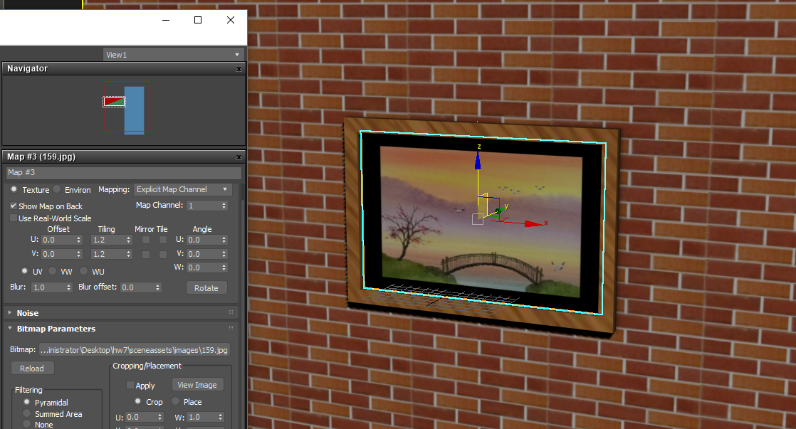 View1
Navigator
Map #3 (159.jpg)
Map #3
Texture Environ Mapping: Explicit Map Channel
Show Map on Back Map Channel: 1
Use Real-World Scale
Offset Tiling Mirror Tile Angle
U: 0.0 1.2 U: 0.0
V: 0.0 1.2 V: 0.0
W: 0.0
UV VW WU
Blur: 1.0 Blur offset: 0.0 Rotate
Noise
Bitmap Parameters
Bitmap: ...inistrator\Desktop\hw7\sceneassets\images\159.jpg
Reload
Cropping/Placement
Apply View Image
Filtering
Crop Place
Pyramidal
U: 0.0 W: 1.0
Summed Area
None
z
y
x